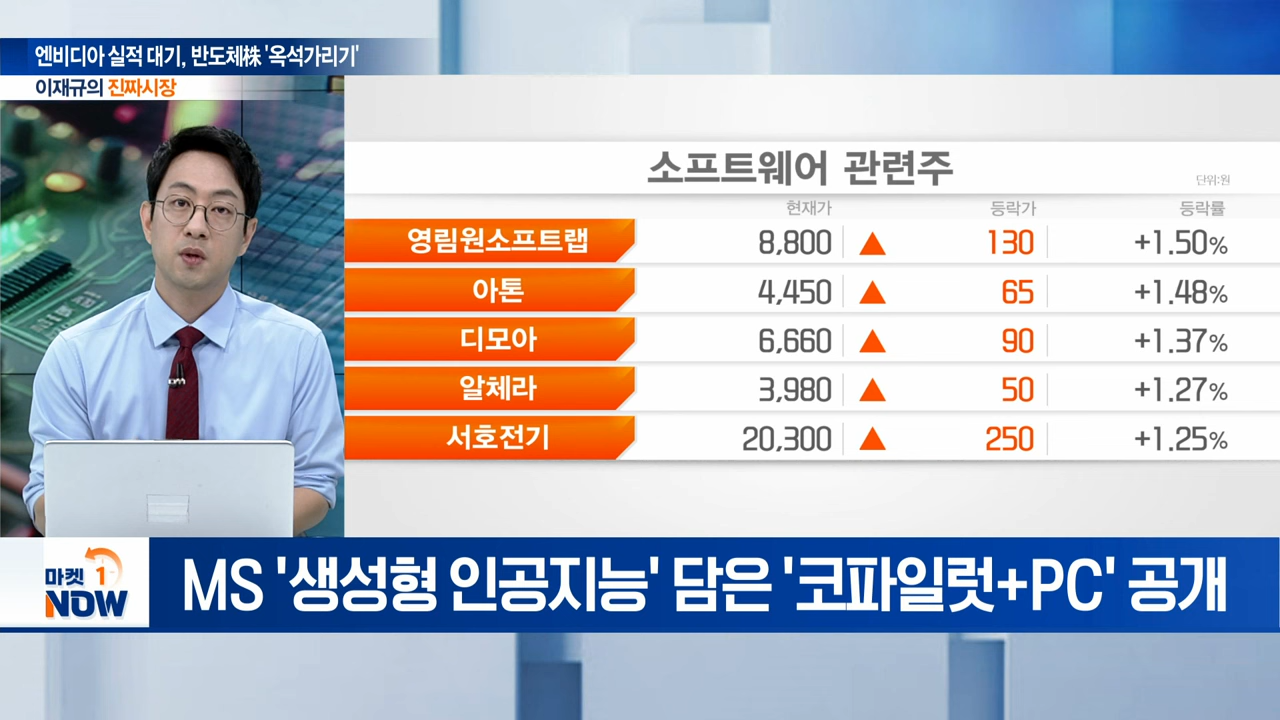 엔비디아 실적 대기, 반도체株 '옥석가리기'
이재규의 진짜시장
소프트웨어 관련주
단위:원
현재가 등락가 등락률
영림원소프트랩 8,800 ▲ 130 +1.50%
아톤 4,450 ▲ 65 +1.48%
디모아 6,660 ▲ 90 +1.37%
알체라 3,980 ▲ 50 +1.27%
서호전기 20,300 ▲ 250 +1.25%
마켓 1
NOW
MS '생성형 인공지능' 담은 '코파일럿+PC' 공개